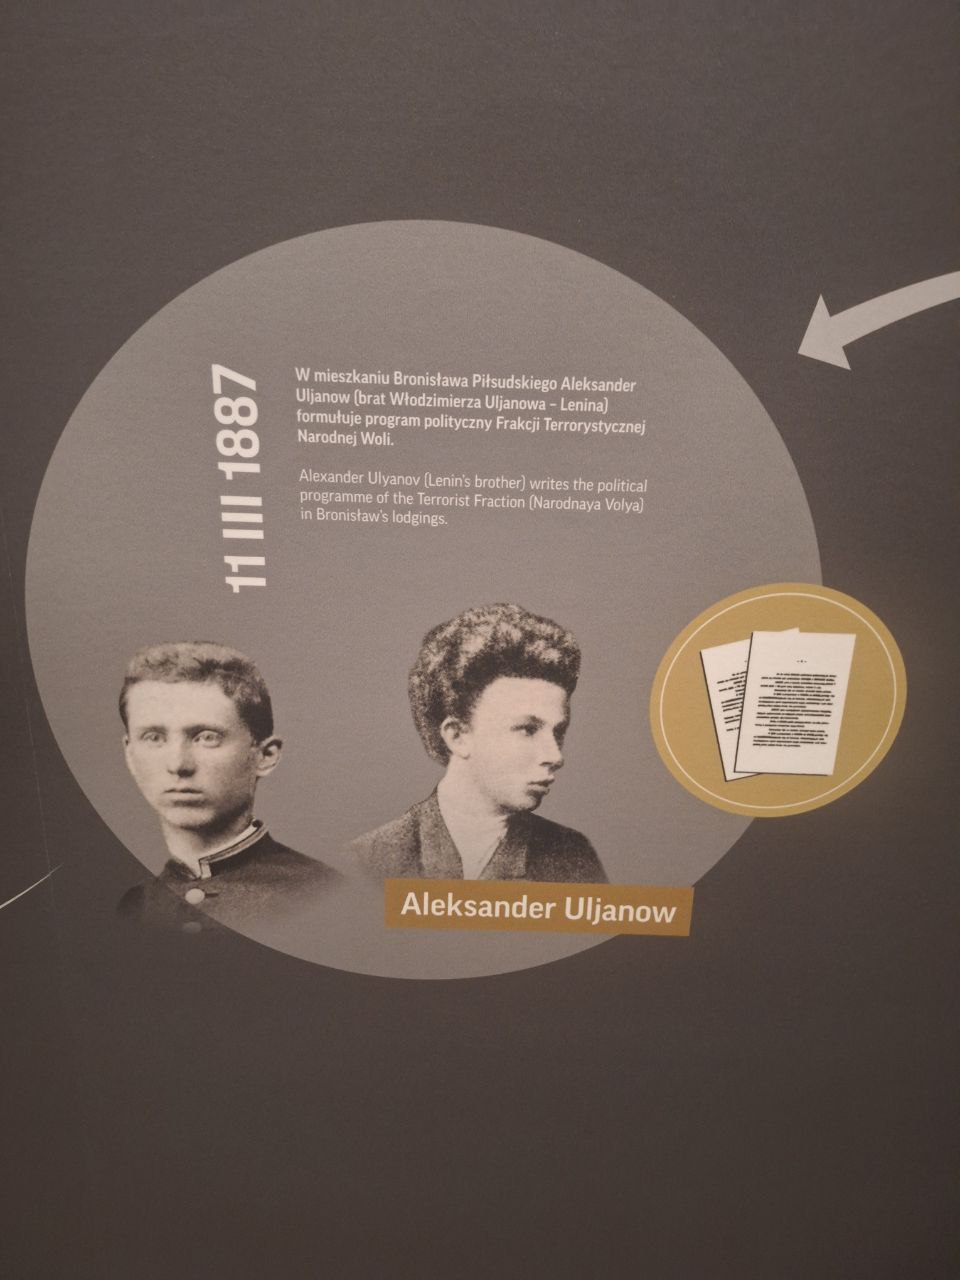 11 III 1887
W mieszkaniu Bronisława Piłsudskiego Aleksander
Uljanow (brat Włodzimierza Uljanowa – Lenina)
formułuje program polityczny Frakcji Terrorystycznej
Narodnej Woli.
Alexander Ulyanov (Lenin's brother) writes the political
programme of the Terrorist Fraction (Narodnaya Volya)
in Bronisław's lodgings.
Aleksander Uljanow